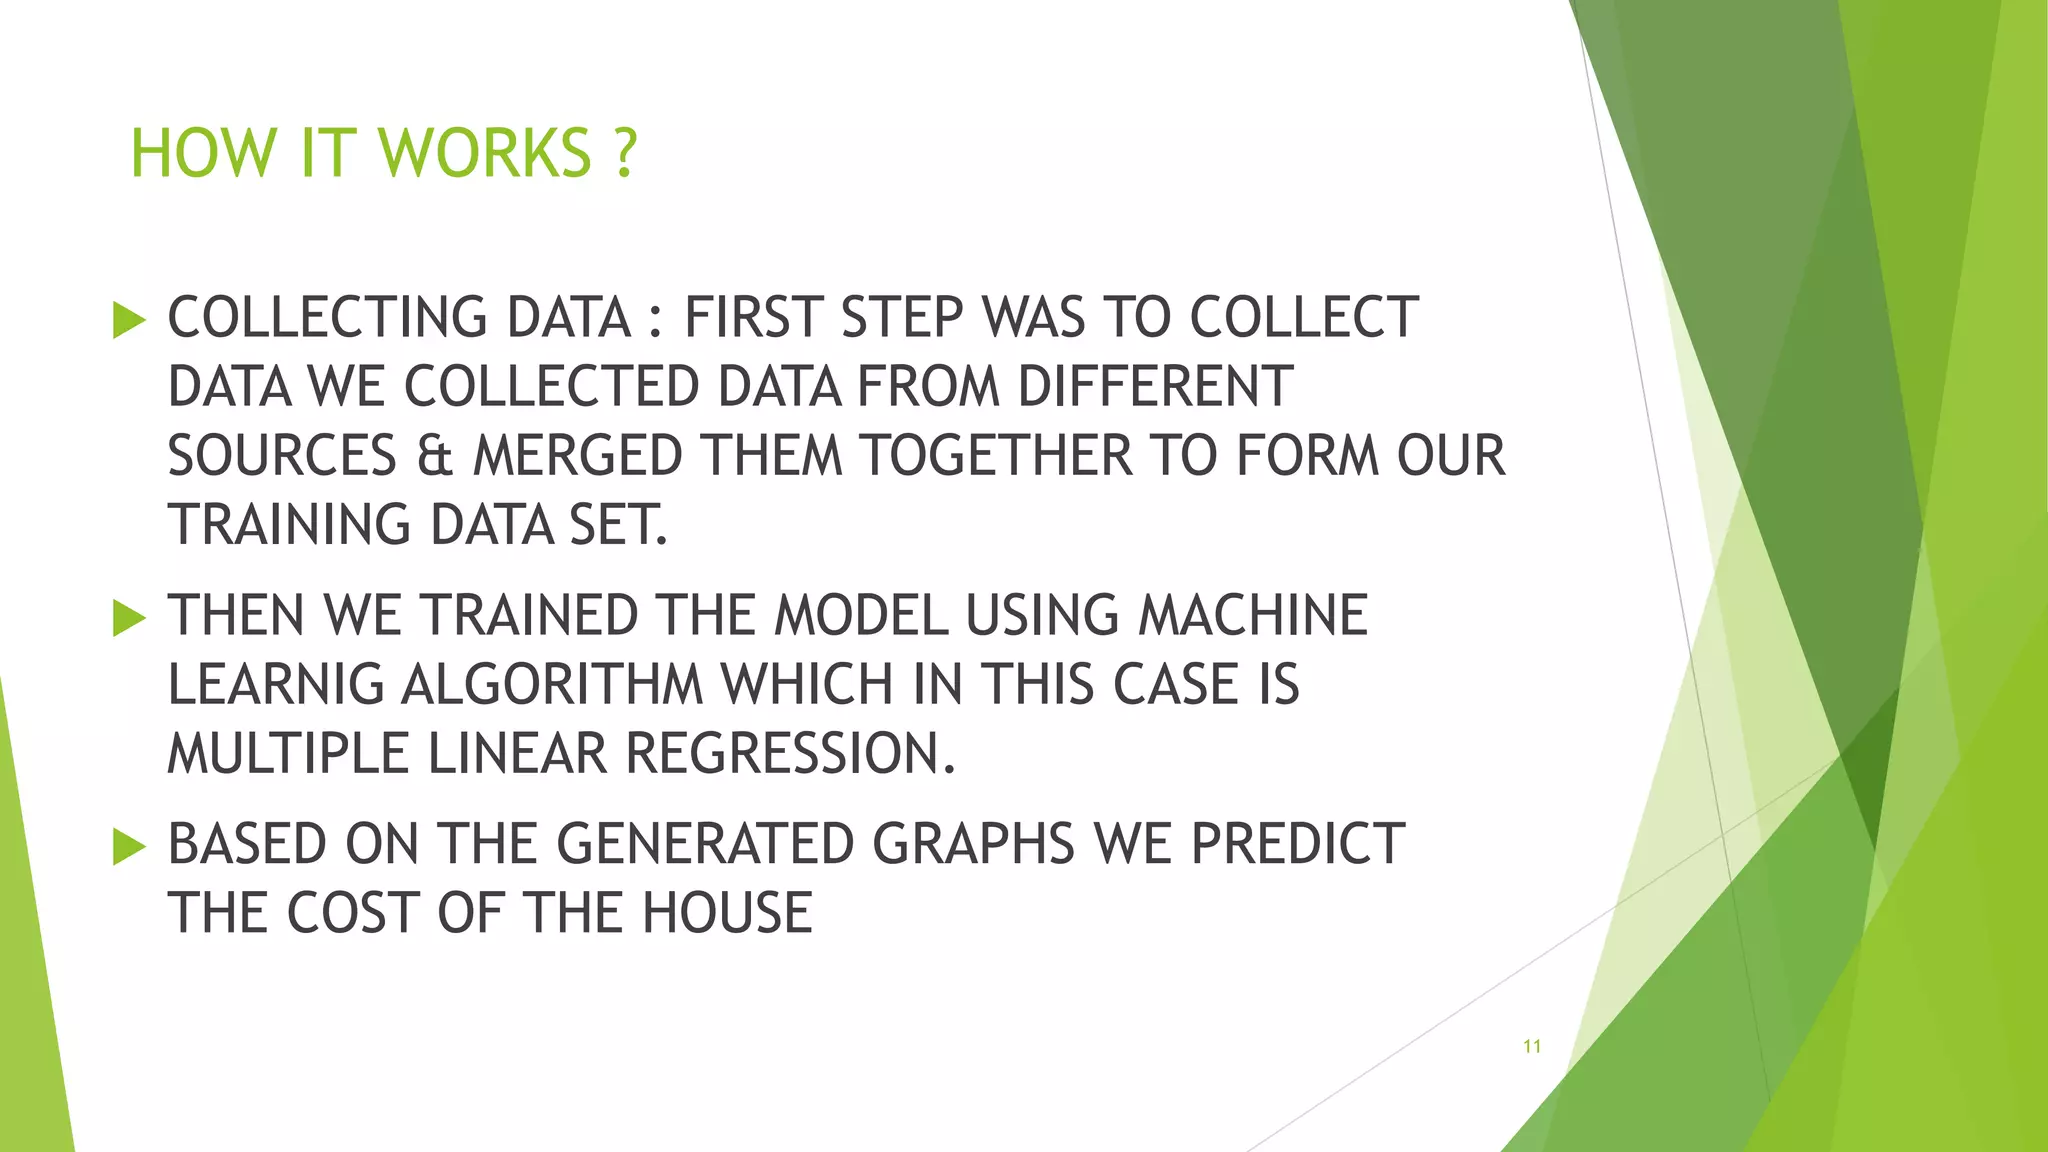 HOW IT WORKS ?
COLLECTING DATA : FIRST STEP WAS TO COLLECT
DATA WE COLLECTED DATA FROM DIFFERENT
SOURCES & MERGED THEM TOGETHER TO FORM OUR
TRAINING DATA SET.
THEN WE TRAINED THE MODEL USING MACHINE
LEARNIG ALGORITHM WHICH IN THIS CASE IS
MULTIPLE LINEAR REGRESSION.
BASED ON THE GENERATED GRAPHS WE PREDICT
THE COST OF THE HOUSE
11